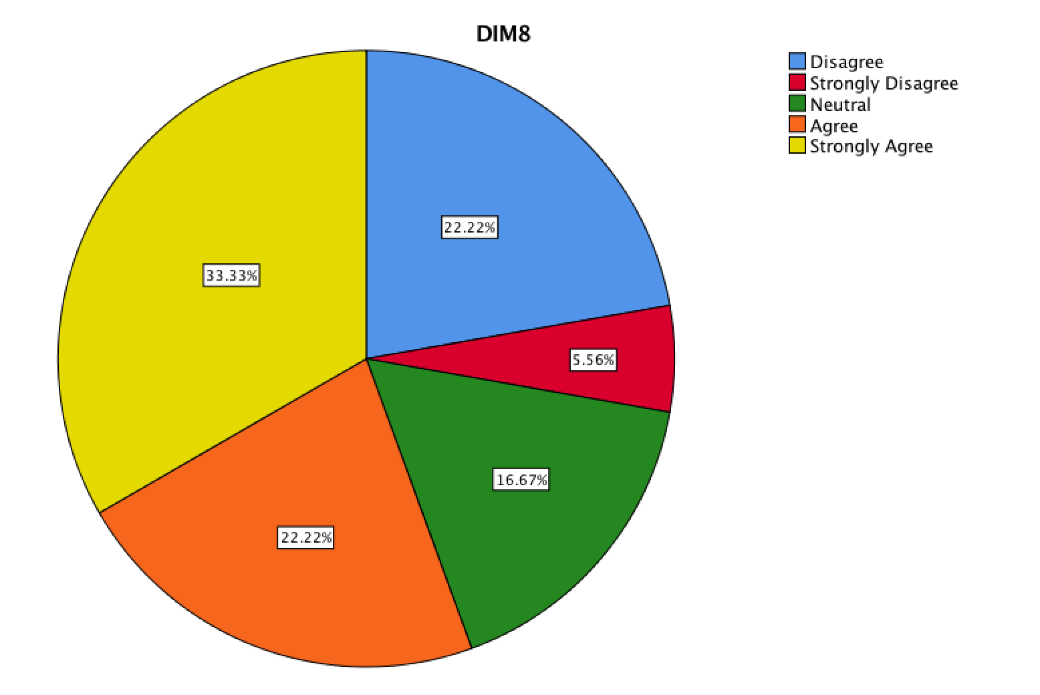 DIM8
Disagree
Strongly Disagree
Neutral
Agree
Strongly Agree
22.22%
33.33%
5.56%
16.67%
22.22%